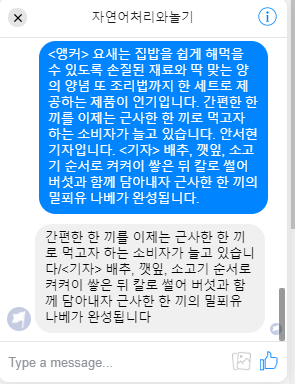 자연어처리와놀기
<앵커> 요새는 집밥을 쉽게 해먹을
수 있도록 손질된 재료와 딱 맞는 양
의 양념 또 조리법까지 한 세트로 제
공하는 제품이 인기입니다. 간편한 한
끼를 이제는 근사한 한 끼로 먹고자
하는 소비자가 늘고 있습니다. 안서현
기자입니다. <기자> 배추, 깻잎, 소고
기 순서로 켜켜이 쌓은 뒤 칼로 썰어
버섯과 함께 담아내자 근사한 한 끼의
밀푀유 나베가 완성됩니다.
간편한 한 끼를 이제는 근사한 한 끼
로 먹고자 하는 소비자가 늘고 있습니
다/<기자> 배추, 깻잎, 소고기 순서로
켜켜이 쌓은 뒤 칼로 썰어 버섯과 함
께 담아내자 근사한 한 끼의 밀푀유
나베가 완성됩니다
Type a message...